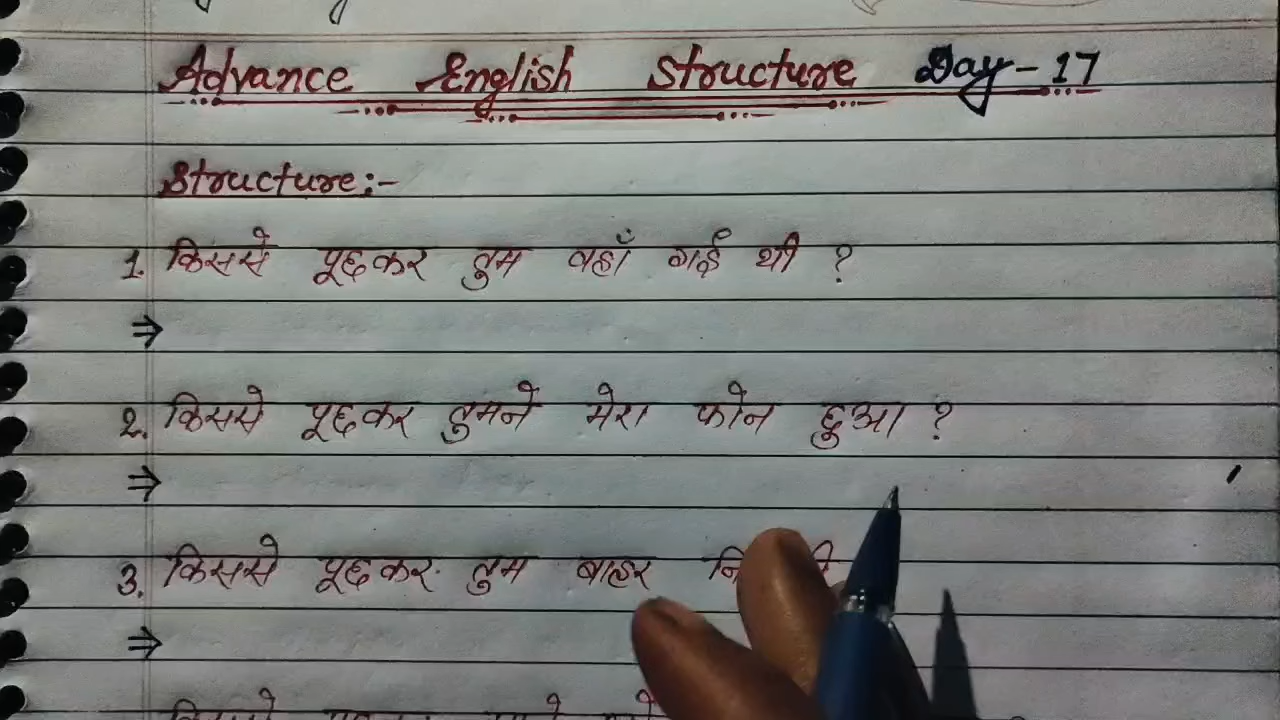 Advance English Structure Day-17
Structure:-
1. किससे पूछकर तुम वहाँ गई थी ?
⇒
2. किससे पूछकर तुमने मेरा फोन छुआ ?
⇒
3. किससे पूछकर तुम बाहर
⇒